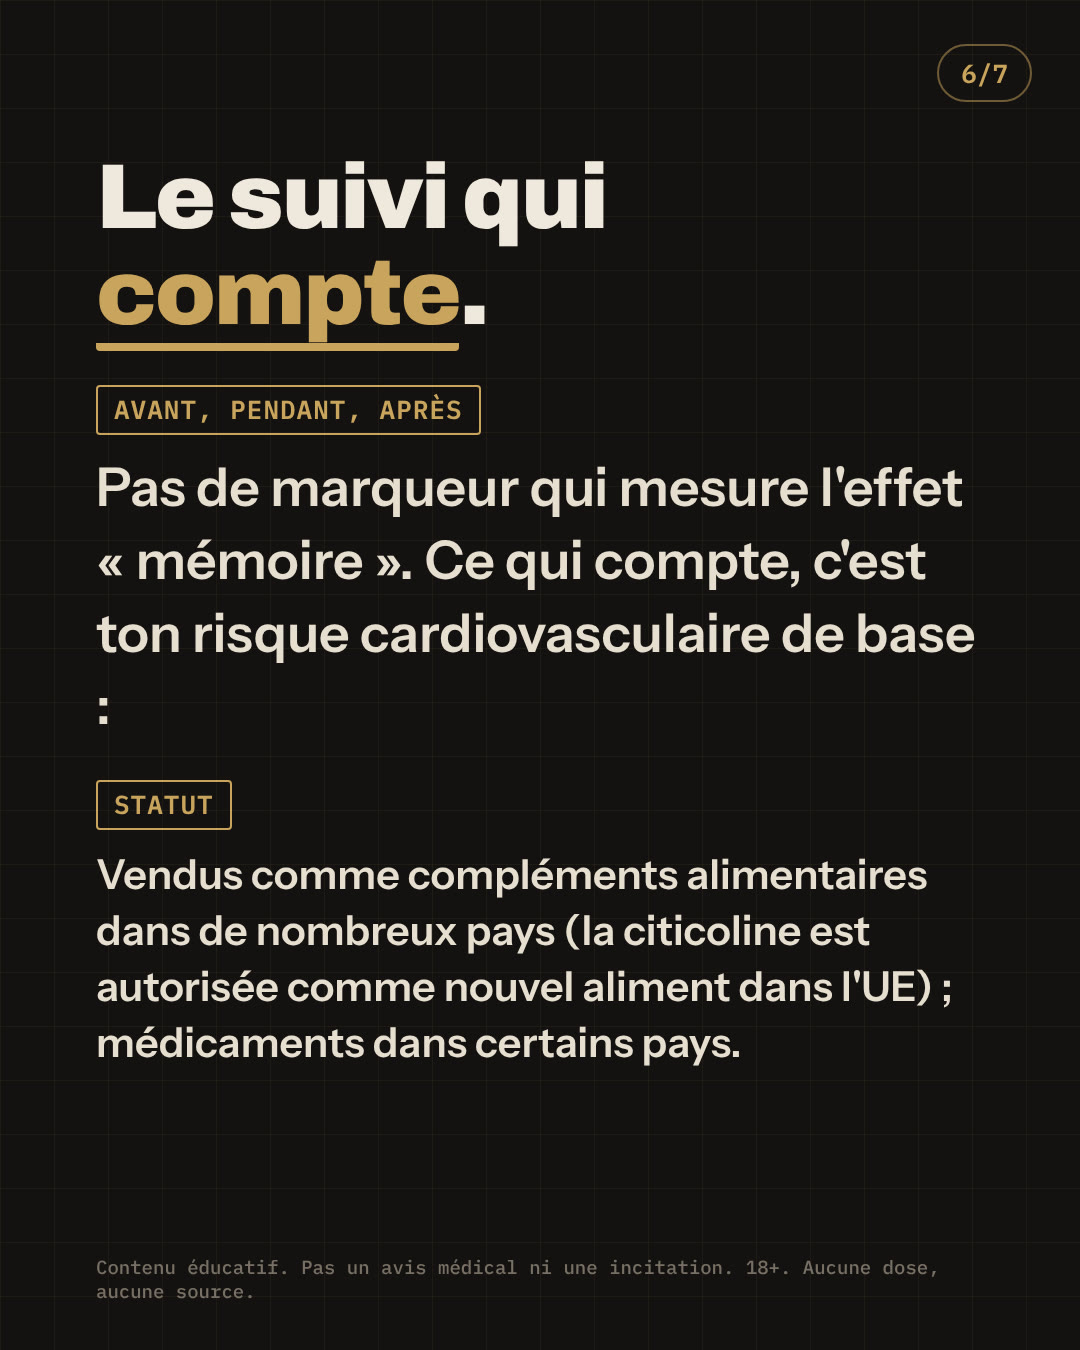 6/7
Le suivi qui
compte.
AVANT, PENDANT, APRÈS
Pas de marqueur qui mesure l'effet
« mémoire ». Ce qui compte, c'est
ton risque cardiovasculaire de base
:
STATUT
Vendus comme compléments alimentaires
dans de nombreux pays (la citicoline est
autorisée comme nouvel aliment dans l'UE) ;
médicaments dans certains pays.
Contenu éducatif. Pas un avis médical ni une incitation. 18+. Aucune dose,
aucune source.